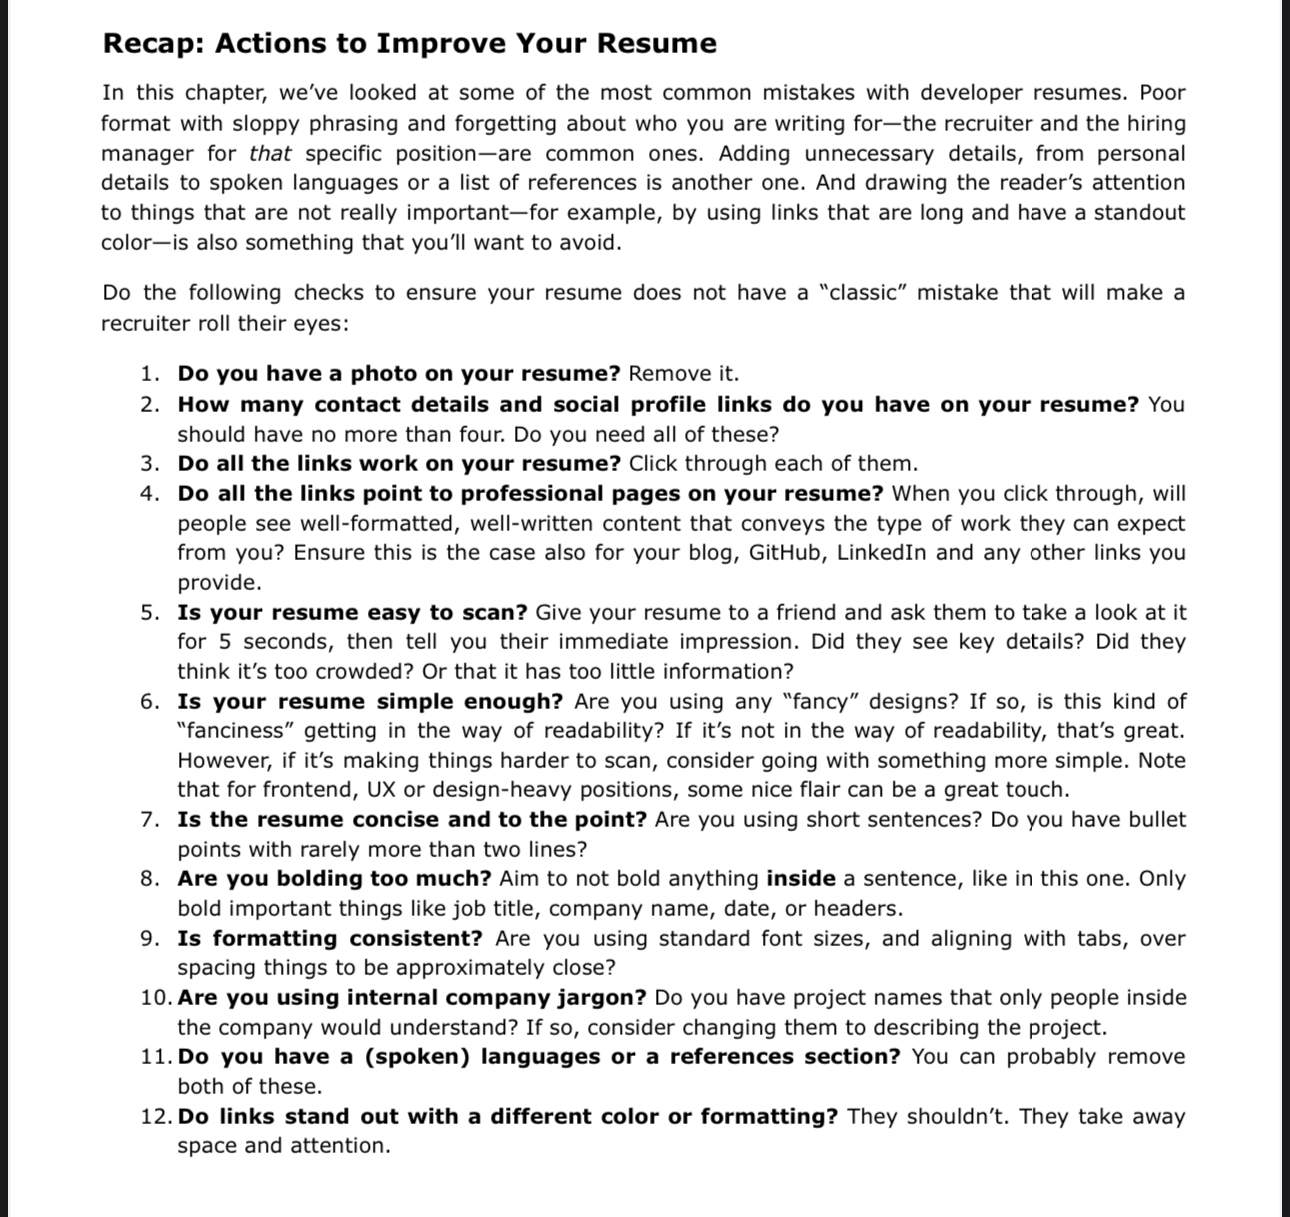 Recap: Actions to Improve Your Resume
In this chapter, we’ve looked at some of the most common mistakes with developer resumes. Poor
format with sloppy phrasing and forgetting about who you are writing for—the recruiter and the hiring
manager for that specific position—are common ones. Adding unnecessary details, from personal
details to spoken languages or a list of references is another one. And drawing the reader’s attention
to things that are not really important—for example, by using links that are long and have a standout
color—is also something that you’ll want to avoid.
Do the following checks to ensure your resume does not have a “classic” mistake that will make a
recruiter roll their eyes:
1. Do you have a photo on your resume? Remove it.
2. How many contact details and social profile links do you have on your resume? You
should have no more than four. Do you need all of these?
3. Do all the links work on your resume? Click through each of them.
4. Do all the links point to professional pages on your resume? When you click through, will
people see well-formatted, well-written content that conveys the type of work they can expect
from you? Ensure this is the case also for your blog, GitHub, LinkedIn and any other links you
provide.
5. Is your resume easy to scan? Give your resume to a friend and ask them to take a look at it
for 5 seconds, then tell you their immediate impression. Did they see key details? Did they
think it’s too crowded? Or that it has too little information?
6. Is your resume simple enough? Are you using any “fancy” designs? If so, is this kind of
“fanciness” getting in the way of readability? If it’s not in the way of readability, that’s great.
However, if it’s making things harder to scan, consider going with something more simple. Note
that for frontend, UX or design-heavy positions, some nice flair can be a great touch.
7. Is the resume concise and to the point? Are you using short sentences? Do you have bullet
points with rarely more than two lines?
8. Are you bolding too much? Aim to not bold anything inside a sentence, like in this one. Only
bold important things like job title, company name, date, or headers.
9. Is formatting consistent? Are you using standard font sizes, and aligning with tabs, over
spacing things to be approximately close?
10. Are you using internal company jargon? Do you have project names that only people inside
the company would understand? If so, consider changing them to describing the project.
11. Do you have a (spoken) languages or a references section? You can probably remove
both of these.
12. Do links stand out with a different color or formatting? They shouldn’t. They take away
space and attention.